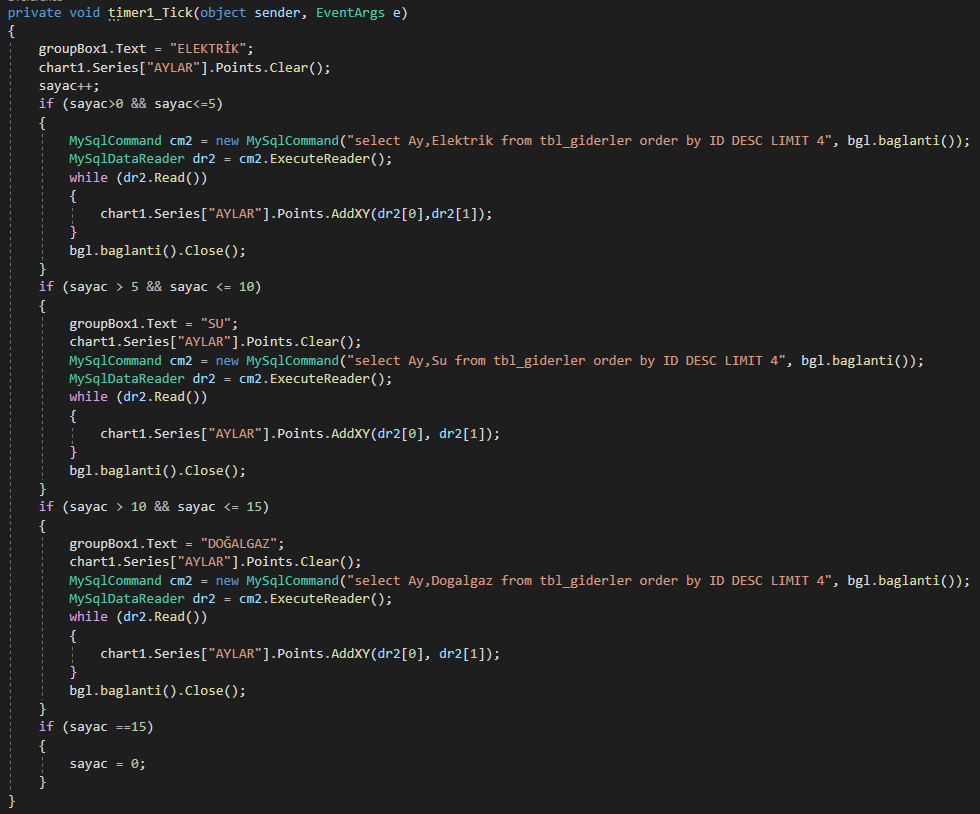 private void timer1_Tick(object sender, EventArgs e)
{
groupBox1.Text = "ELEKTRİK";
chart1.Series["AYLAR"].Points.Clear();
sayac++;
if (sayac>0 && sayac<=5)
{
MySqlCommand cm2 = new MySqlCommand("select Ay,Elektrik from tbl_giderler order by ID DESC LIMIT 4", bgl.baglanti());
MySqlDataReader dr2 = cm2.ExecuteReader();
while (dr2.Read())
{
chart1.Series["AYLAR"].Points.AddXY(dr2[0],dr2[1]);
}
bgl.baglanti().Close();
}
if (sayac > 5 && sayac <= 10)
{
groupBox1.Text = "SU";
chart1.Series["AYLAR"].Points.Clear();
MySqlCommand cm2 = new MySqlCommand("select Ay,Su from tbl_giderler order by ID DESC LIMIT 4", bgl.baglanti());
MySqlDataReader dr2 = cm2.ExecuteReader();
while (dr2.Read())
{
chart1.Series["AYLAR"].Points.AddXY(dr2[0], dr2[1]);
}
bgl.baglanti().Close();
}
if (sayac > 10 && sayac <= 15)
{
groupBox1.Text = "DOĞALGAZ";
chart1.Series["AYLAR"].Points.Clear();
MySqlCommand cm2 = new MySqlCommand("select Ay,Dogalgaz from tbl_giderler order by ID DESC LIMIT 4", bgl.baglanti());
MySqlDataReader dr2 = cm2.ExecuteReader();
while (dr2.Read())
{
chart1.Series["AYLAR"].Points.AddXY(dr2[0], dr2[1]);
}
bgl.baglanti().Close();
}
if (sayac ==15)
{
sayac = 0;
}
}